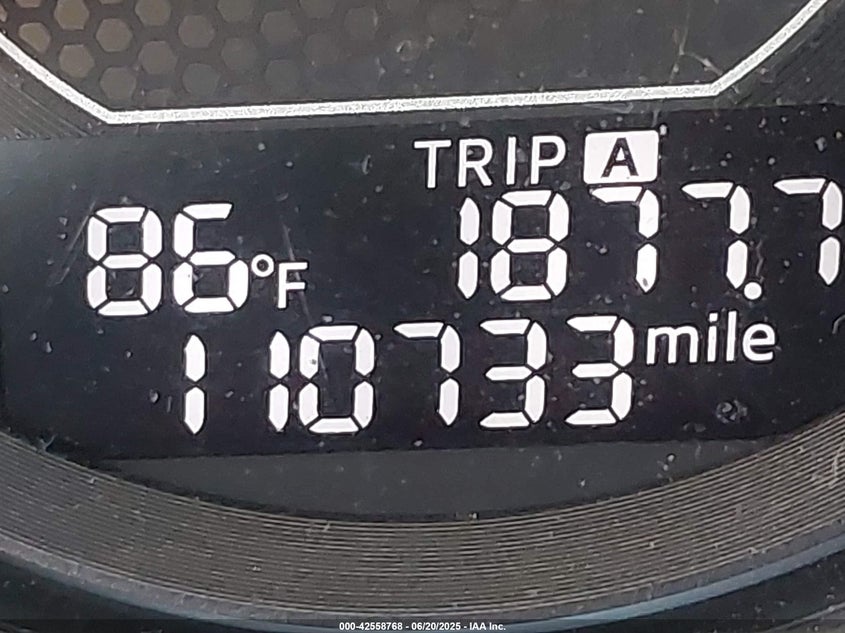 TRIP A
86°F 1877.7
110733 mile
000-42558768 - 06/20/2025 - IAA Inc.